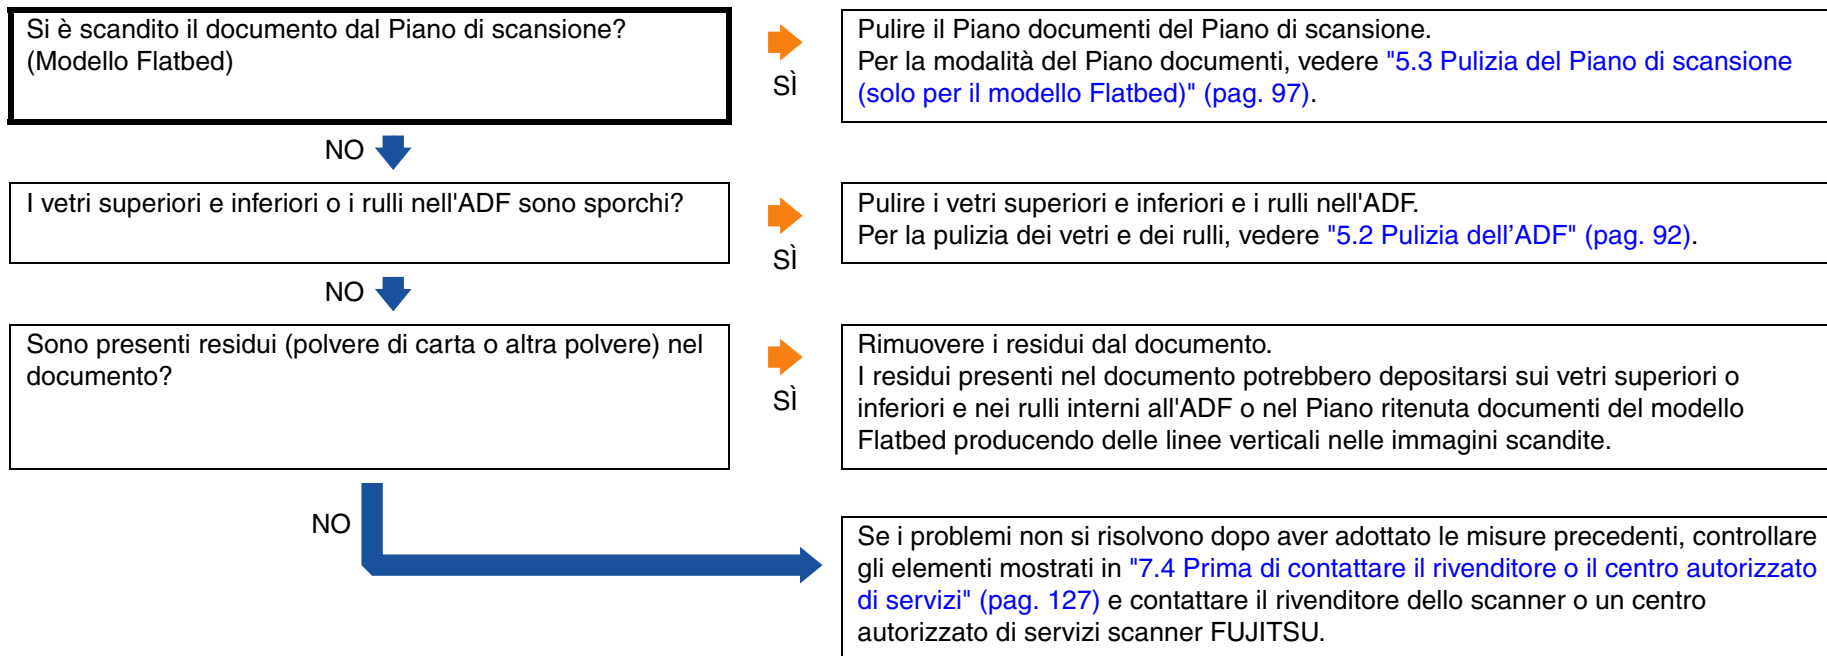 Si è scandito il documento dal Piano di scansione?
(Modello Flatbed)
SÌ
Pulire il Piano documenti del Piano di scansione.
Per la modalità del Piano documenti, vedere "5.3 Pulizia del Piano di scansione
(solo per il modello Flatbed)" (pag. 97).
NO
I vetri superiori e inferiori o i rulli nell'ADF sono sporchi?
SÌ
Pulire i vetri superiori e inferiori e i rulli nell'ADF.
Per la pulizia dei vetri e dei rulli, vedere "5.2 Pulizia dell’ADF" (pag. 92).
NO
Sono presenti residui (polvere di carta o altra polvere) nel
documento?
SÌ
Rimuovere i residui dal documento.
I residui presenti nel documento potrebbero depositarsi sui vetri superiori o
inferiori e nei rulli interni all'ADF o nel Piano ritenuta documenti del modello
Flatbed producendo delle linee verticali nelle immagini scandite.
NO
Se i problemi non si risolvono dopo aver adottato le misure precedenti, controllare
gli elementi mostrati in "7.4 Prima di contattare il rivenditore o il centro autorizzato
di servizi" (pag. 127) e contattare il rivenditore dello scanner o un centro
autorizzato di servizi scanner FUJITSU.